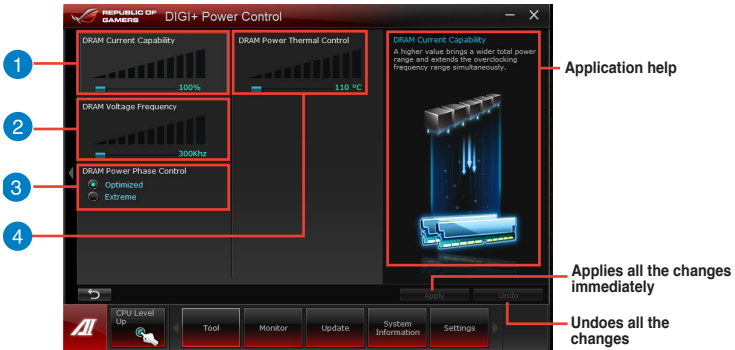 REPUBLIC OF
GAMERS
DIGI+ Power Control
DRAM Current Capability
100%
DRAM Power Thermal Control
110 ºC
DRAM Current Capability
A higher value brings a wider total power
range and extends the overclocking
frequency range simultaneously.
Application help
1
DRAM Voltage Frequency
300Khz
2
DRAM Power Phase Control
Optimized
Extreme
3
4
Apply
Undo
Applies all the changes
immediately
CPU Level
Up
Tool
Monitor
Update
System
Information
Settings
Undoes all the
changes